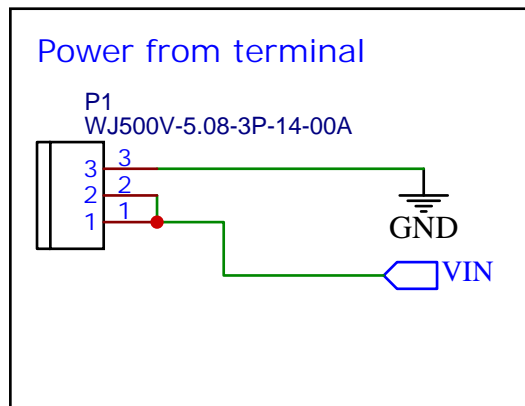 Power from terminal
P1
WJ500V-5.08-3P-14-00A
3 3
2 2
1 1
GND
VIN